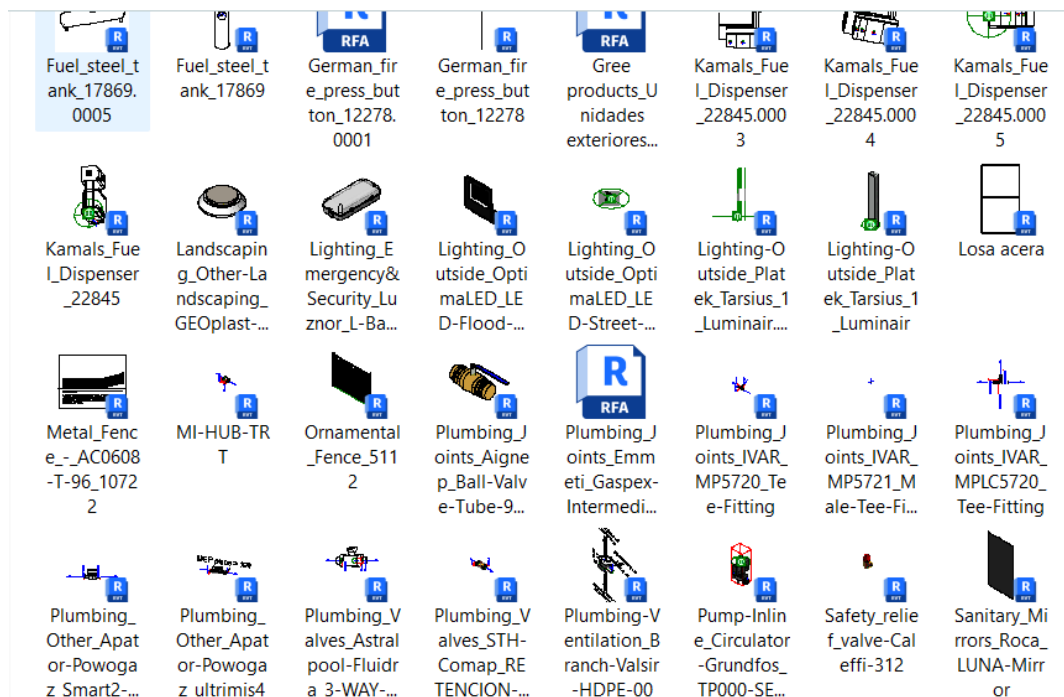 RFA
RFA
Fuel_steel_t
ank_17869.
0005
Fuel_steel_t
ank_17869
German_fir
e_press_but
ton_12278.
0001
German_fir
e_press_but
ton_12278
Gree
products_U
nidades
exteriores...
Kamals_Fue
l_Dispenser
_22845.000
3
Kamals_Fue
l_Dispenser
_22845.000
4
Kamals_Fue
l_Dispenser
_22845.000
5
Kamals_Fue
l_Dispenser
_22845
Landscapin
g_Other-La
ndscaping_
GEOplast-...
Lighting_E
mergency&
Security_Lu
znor_L-Ba...
Lighting_O
utside_Opti
maLED_LE
D-Flood-...
Lighting_O
utside_Opti
maLED_LE
D-Street-...
Lighting-O
utside_Plat
ek_Tarsius_1
_Luminair....
Lighting-O
utside_Plat
ek_Tarsius_1
_Luminair
Losa acera
R
RFA
Metal_Fenc
e_-_AC0608
-T-96_1072
2
MI-HUB-TR
T
Ornamental
_Fence_511
2
Plumbing_J
oints_Aigne
p_Ball-Valv
e-Tube-9...
Plumbing_J
oints_Emm
eti_Gaspex-
Intermedi...
Plumbing_J
oints_IVAR_
MP5720_Te
e-Fitting
Plumbing_J
oints_IVAR_
MP5721_M
ale-Tee-Fi...
Plumbing_J
oints_IVAR_
MPLC5720_
Tee-Fitting
Plumbing_
Other_Apat
or-Powoga
z_Smart2-...
Plumbing_
Other_Apat
or-Powoga
z_ultrimis4
Plumbing_V
alves_Astral
pool-Fluidr
a_3-WAY-...
Plumbing_V
alves_STH-
Comap_RE
TENCION-...
Plumbing-V
entilation_B
ranch-Valsir
-HDPE-00
Pump-Inlin
e_Circulator
-Grundfos_
TP000-SE...
Safety_relie
f_valve-Cal
effi-312
Sanitary_Mi
rrors_Roca_
LUNA-Mirr
or